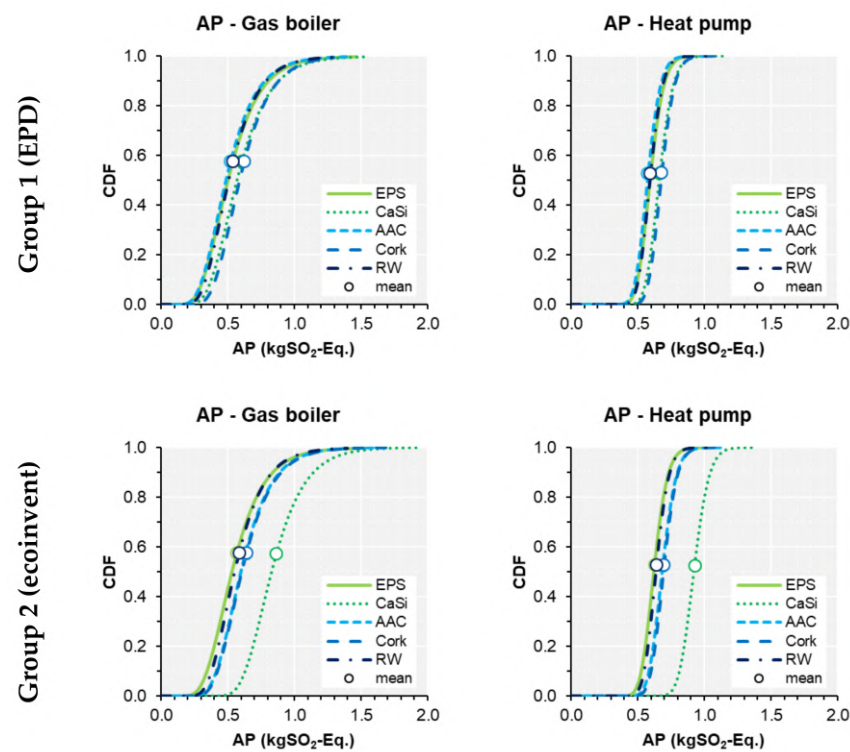 Group 1 (EPD)
AP - Gas boiler
CDF
1.0
0.8
0.6
0.4
0.2
0.0
EPS
CaSi
AAC
Cork
RW
mean
0.0 0.5 1.0 1.5 2.0
AP (kgSO₂-Eq.)
AP - Heat pump
CDF
1.0
0.8
0.6
0.4
0.2
0.0
EPS
CaSi
AAC
Cork
RW
mean
0.0 0.5 1.0 1.5 2.0
AP (kgSO₂-Eq.)
Group 2 (ecoinvent)
AP - Gas boiler
CDF
1.0
0.8
0.6
0.4
0.2
0.0
EPS
CaSi
AAC
Cork
RW
mean
0.0 0.5 1.0 1.5 2.0
AP (kgSO₂-Eq.)
AP - Heat pump
CDF
1.0
0.8
0.6
0.4
0.2
0.0
EPS
CaSi
AAC
Cork
RW
mean
0.0 0.5 1.0 1.5 2.0
AP (kgSO₂-Eq.)